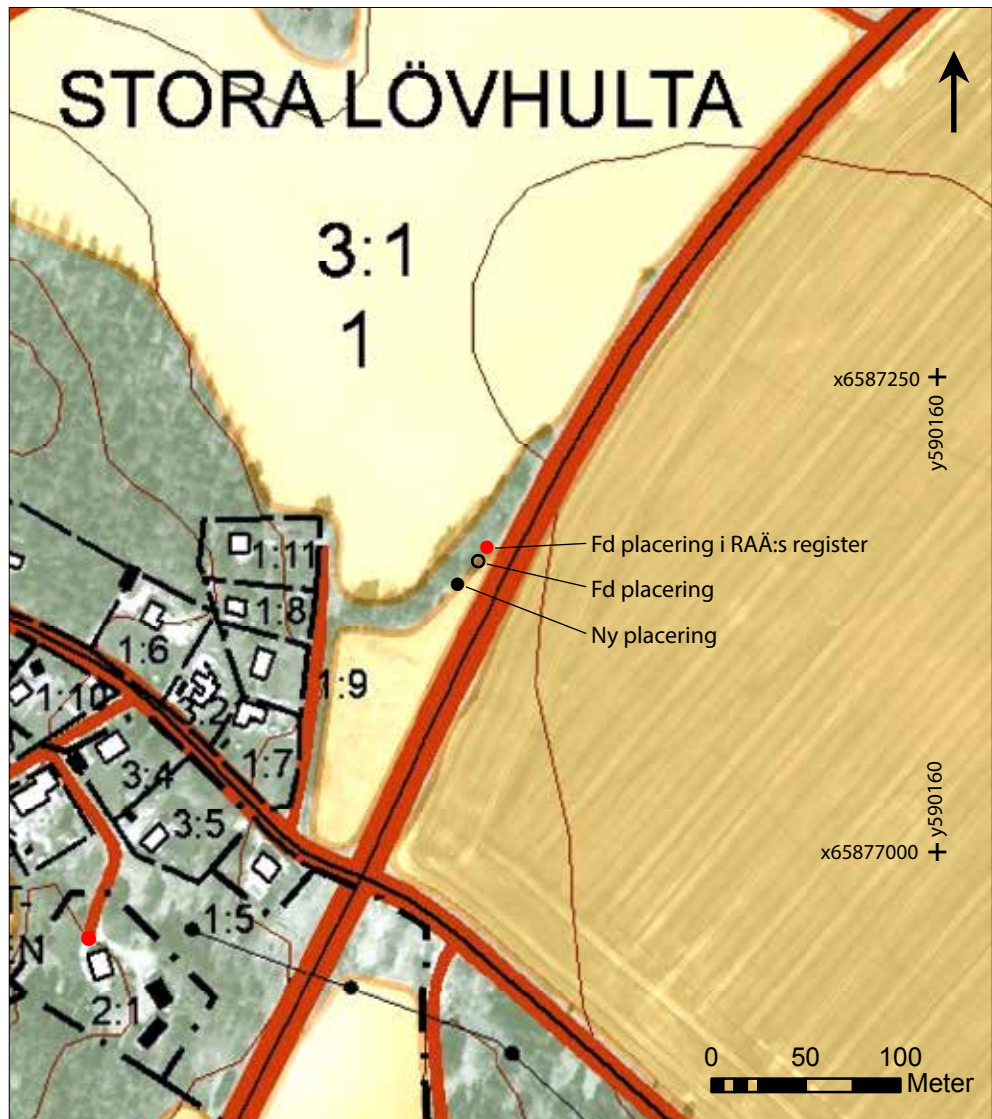 STORA LÖVHULTA
3:1
1
x6587250
y590160
Fd placering i RAÄ:s register
Fd placering
Ny placering
1:11
1:8
1:6
1:9
1:10
1:7
3:4
3:5
y590160
x65877000
1:5
N
2:1
0 50 100
Meter